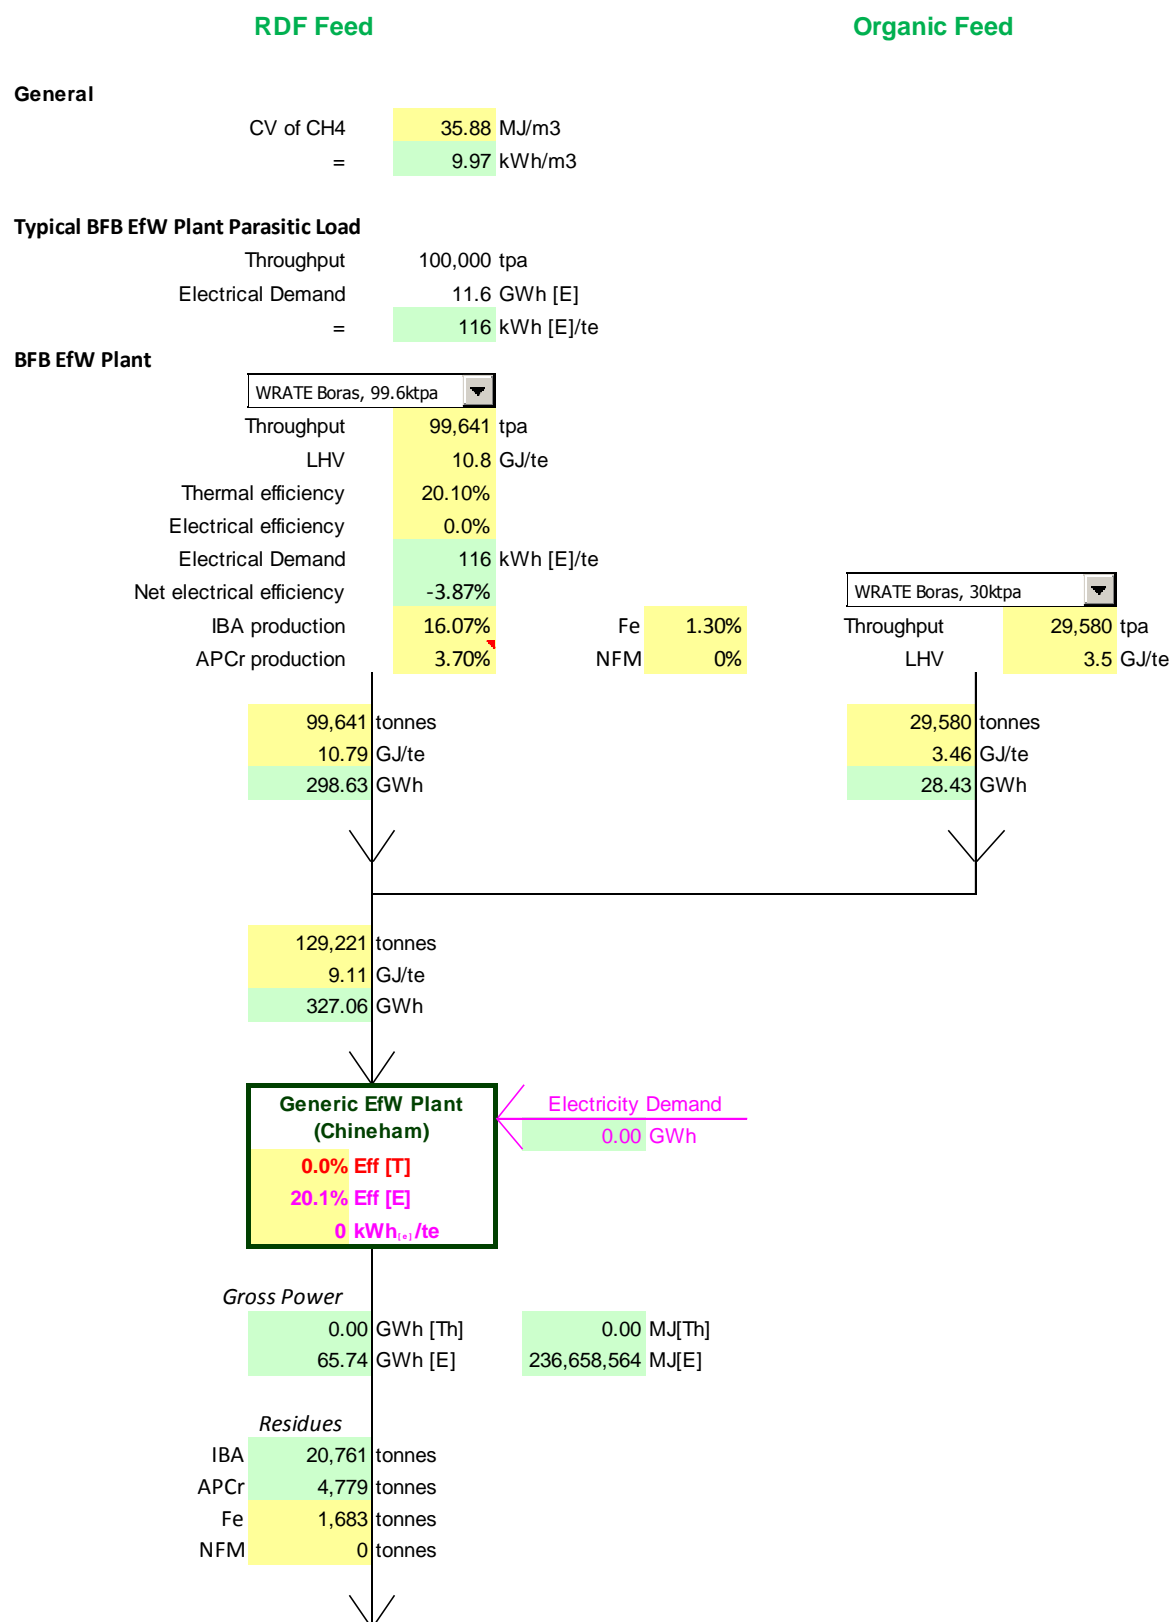 RDF Feed Organic Feed
General
CV of CH4 35.88 MJ/m3
= 9.97 kWh/m3
Typical BFB EfW Plant Parasitic Load
Throughput 100,000 tpa
Electrical Demand 11.6 GWh [E]
= 116 kWh [E]/te
BFB EfW Plant
WRATE Boras, 99.6ktpa
Throughput 99,641 tpa
LHV 10.8 GJ/te
Thermal efficiency 20.10%
Electrical efficiency 0.0%
Electrical Demand 116 kWh [E]/te
Net electrical efficiency -3.87% WRATE Boras, 30ktpa
IBA production 16.07% Fe 1.30% Throughput 29,580 tpa
APCr production 3.70% NFM 0% LHV 3.5 GJ/te
99,641 tonnes 29,580 tonnes
10.79 GJ/te 3.46 GJ/te
298.63 GWh 28.43 GWh
129,221 tonnes
9.11 GJ/te
327.06 GWh
Generic EfW Plant Electricity Demand
(Chineham) 0.00 GWh
0.0% Eff [T]
20.1% Eff [E]
0 kWh[e]/te
Gross Power
0.00 GWh [Th] 0.00 MJ[Th]
65.74 GWh [E] 236,658,564 MJ[E]
Residues
IBA 20,761 tonnes
APCr 4,779 tonnes
Fe 1,683 tonnes
NFM 0 tonnes